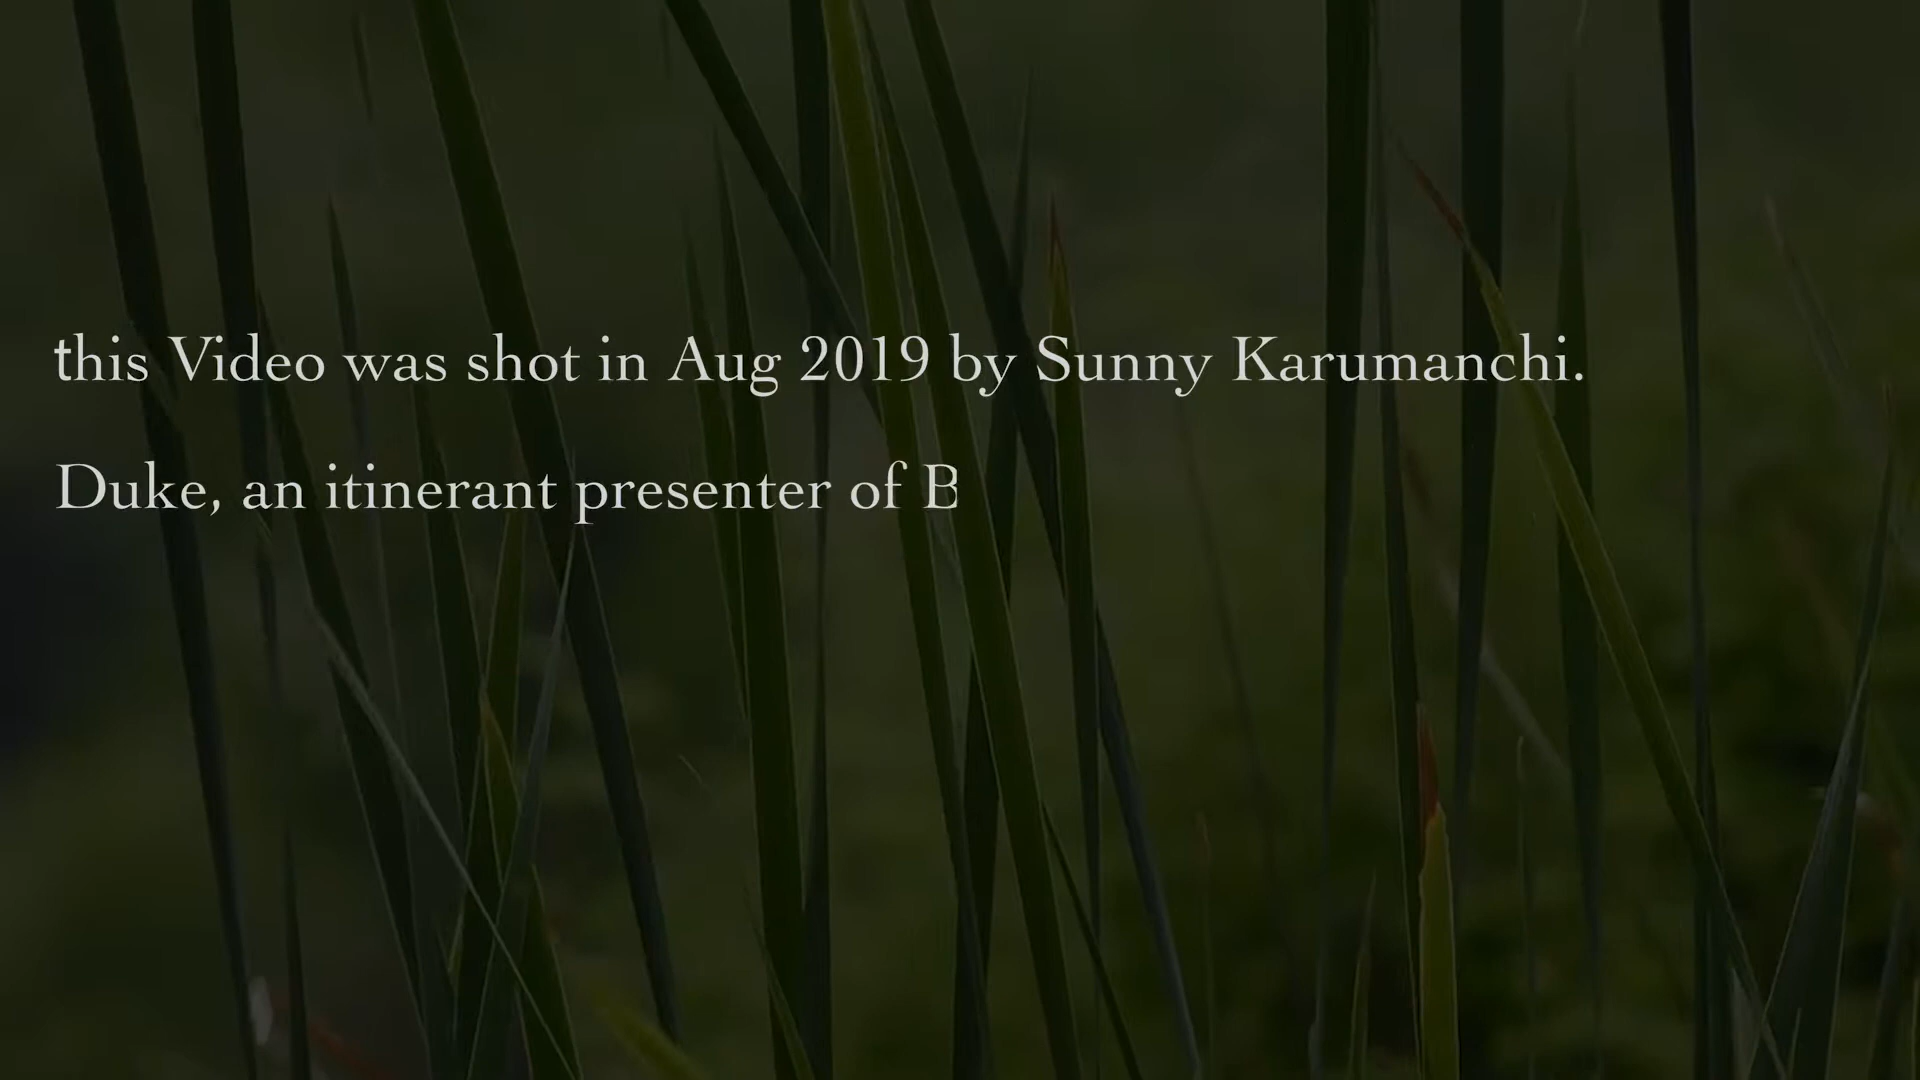 this Video was shot in Aug 2019 by Sunny Karumanchi.
Duke, an itinerant presenter of B